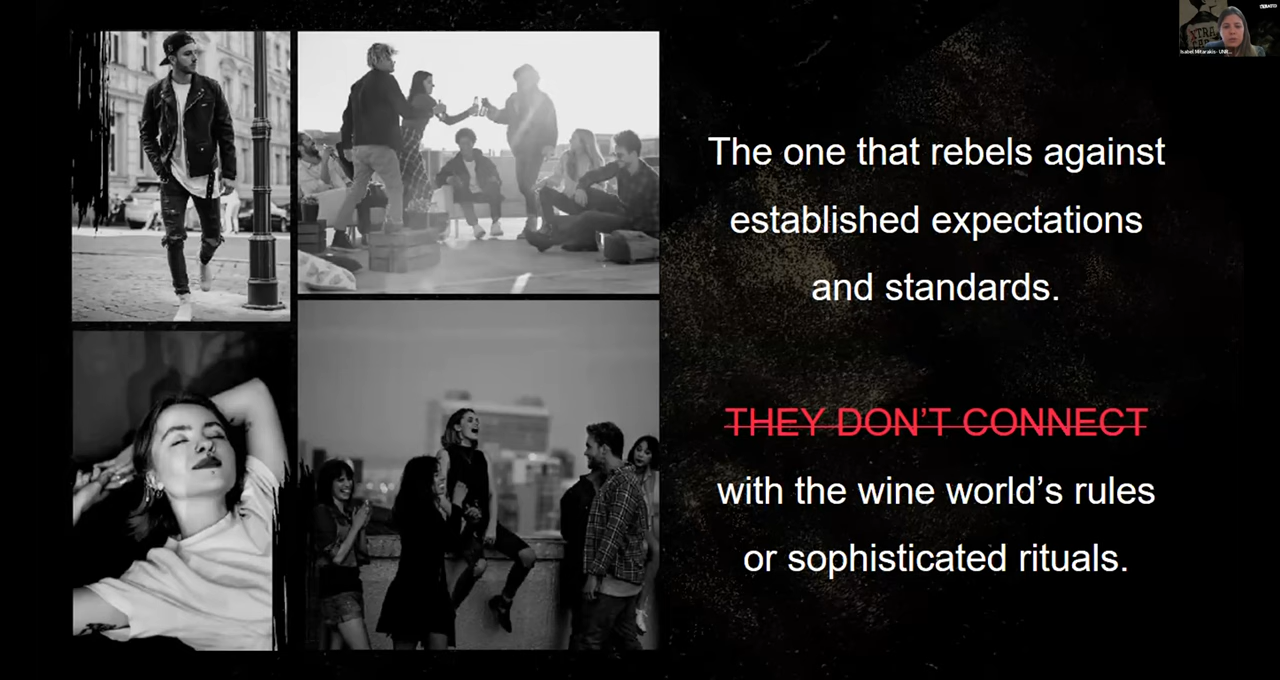 The one that rebels against
established expectations
and standards.
THEY DON'T CONNECT
with the wine world's rules
or sophisticated rituals.
XTRA